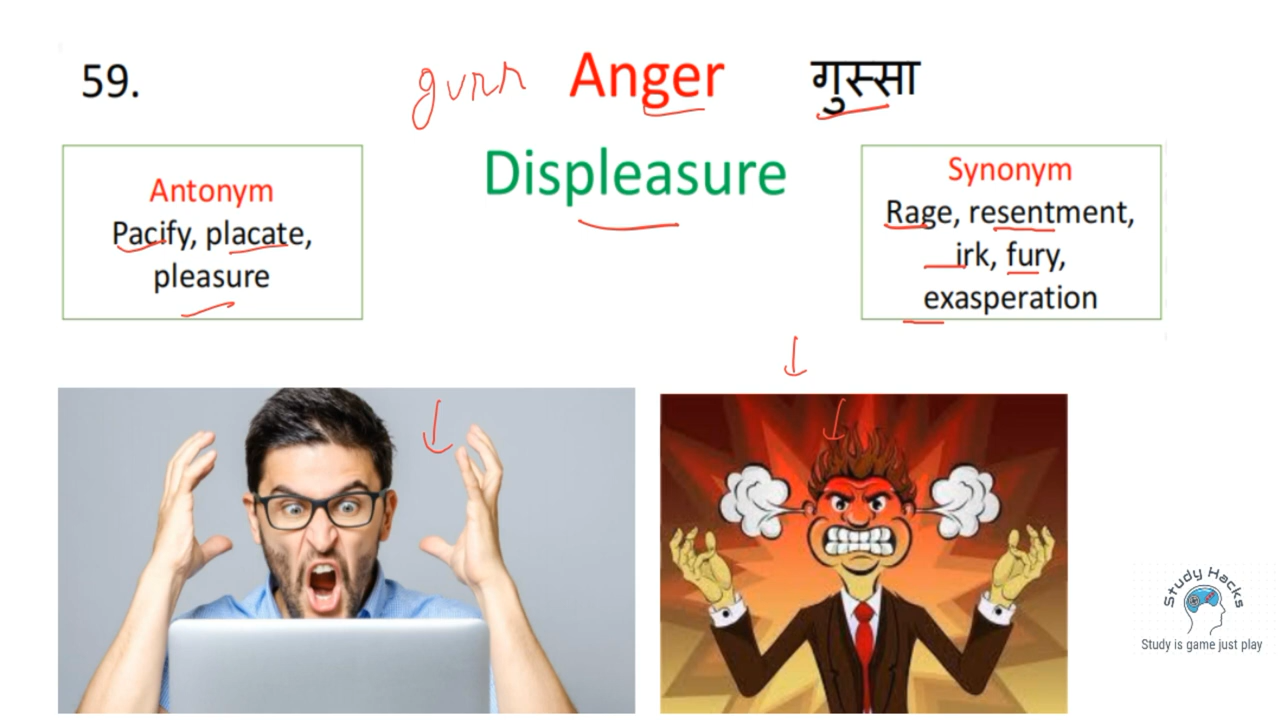 59.
gurr Anger गुस्सा
Displeasure
Antonym
Pacify, placate,
pleasure
Synonym
Rage, resentment,
irk, fury,
exasperation
Study Hacks
Study is game just play